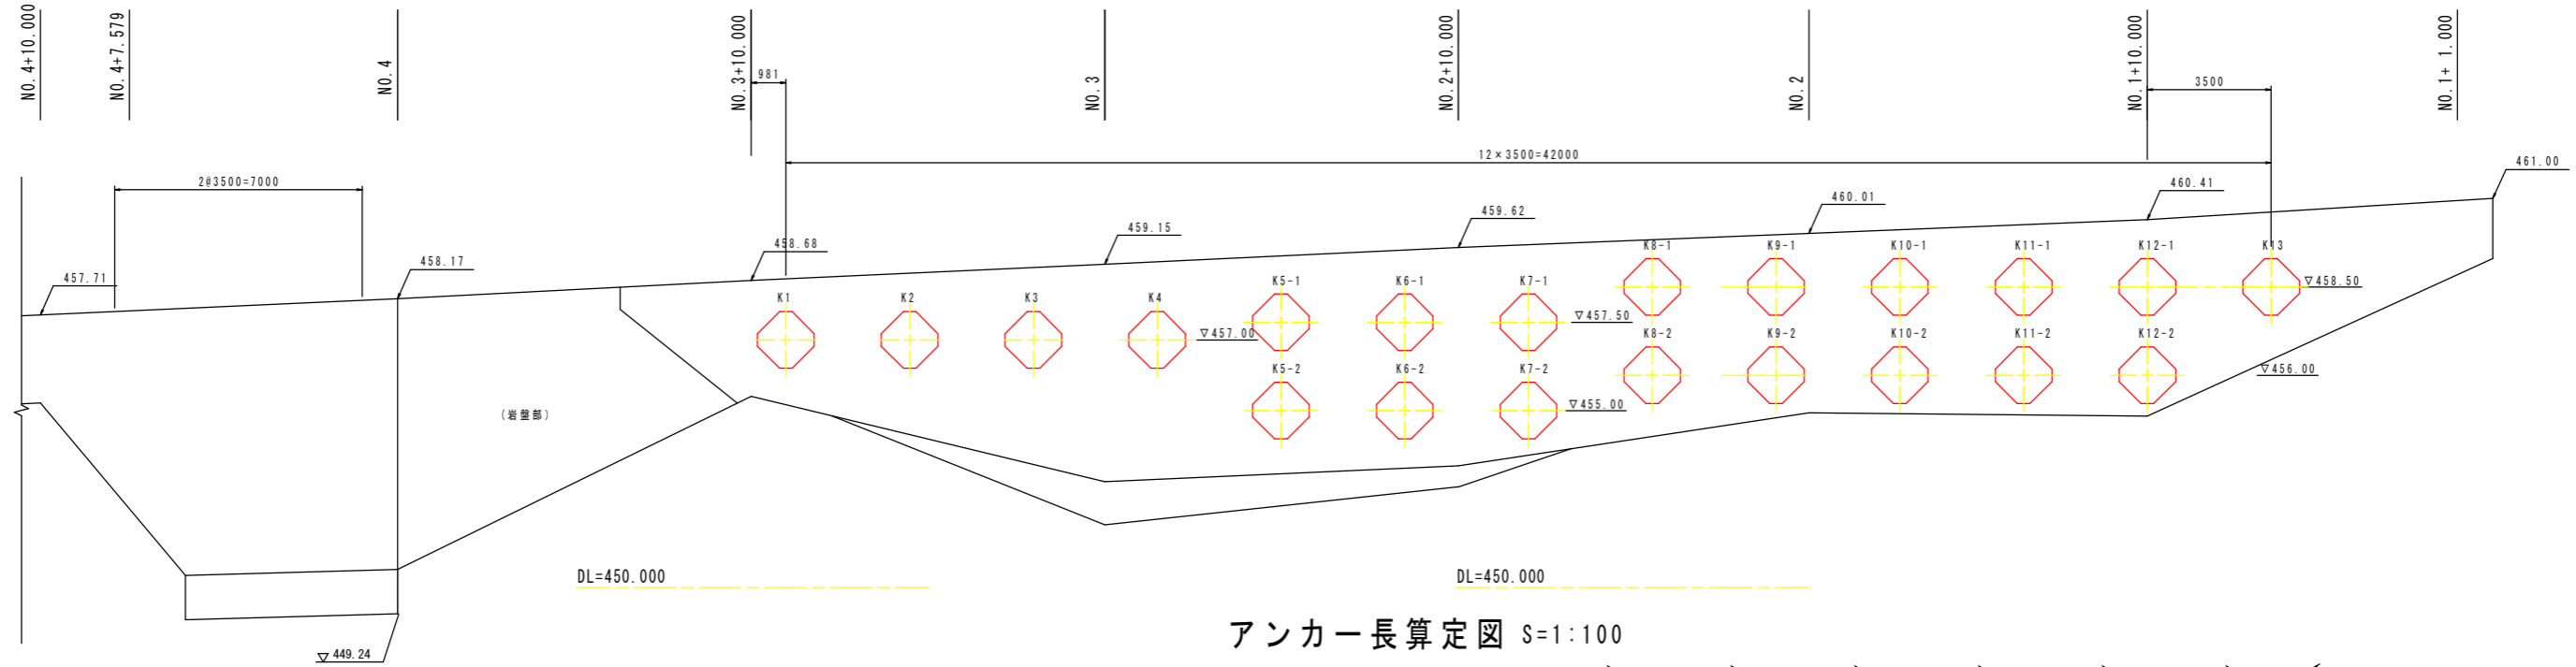 NO.4+10.000
NO.4+7.579
NO.4
NO.3+10.000
NO.3
NO.2+10.000
NO.2
NO.1+10.000
NO.1+ 1.000
981
3500
12×3500=42000
2@3500=7000
457.71
458.17
458.68
459.15
459.62
460.01
460.41
461.00
K1
K2
K3
K4
K5-1
K6-1
K7-1
K8-1
K9-1
K10-1
K11-1
K12-1
K13
▽457.00
▽457.50
▽458.50
K5-2
K6-2
K7-2
K8-2
K9-2
K10-2
K11-2
K12-2
▽455.00
▽456.00
(岩盤部)
DL=450.000
DL=450.000
▽449.24
アンカー長算定図 S=1:100